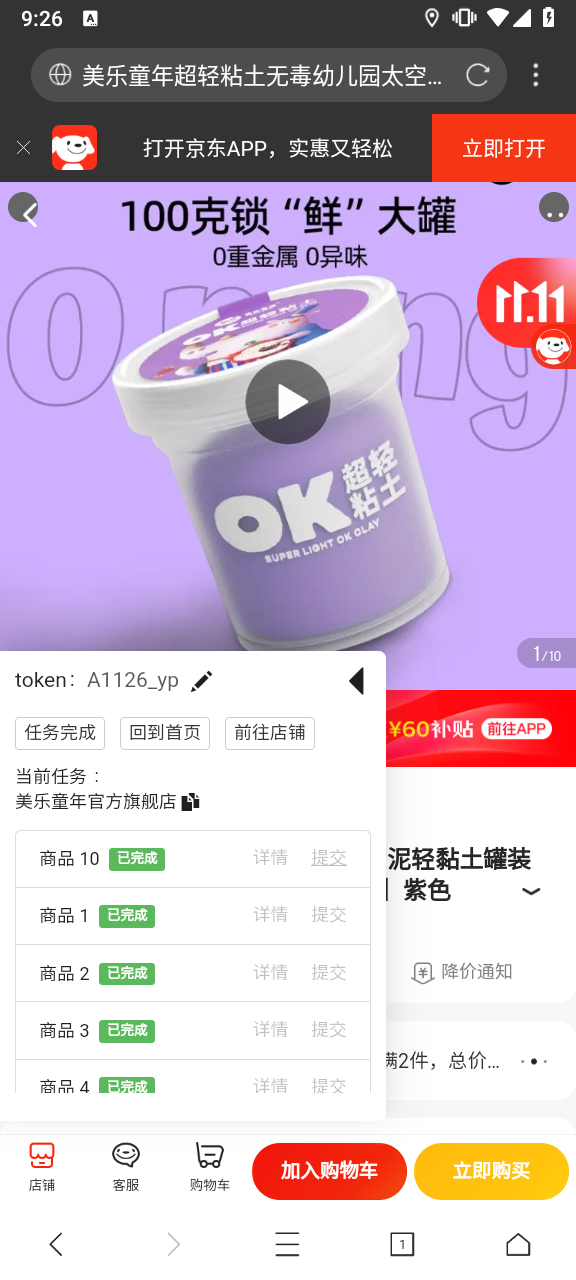 9:26
A
美乐童年超轻粘土无毒幼儿园太空...
打开京东APP，实惠又轻松
立即打开
100克锁“鲜”大罐
0重金属 0异味
11.11
OK超轻粘土
OK 超轻粘土
SUPER LIGHT OK CLAY
1/10
token： A1126_yp
¥60补贴 前往APP
任务完成 回到首页 前往店铺
当前任务：
美乐童年官方旗舰店
商品 10 已完成 详情 提交
泥轻黏土罐装
紫色
商品 1 已完成 详情 提交
商品 2 已完成 详情 提交
降价通知
商品 3 已完成 详情 提交
满2件，总价...
商品 4 已完成 详情 提交
店铺 客服 购物车 加入购物车 立即购买
1